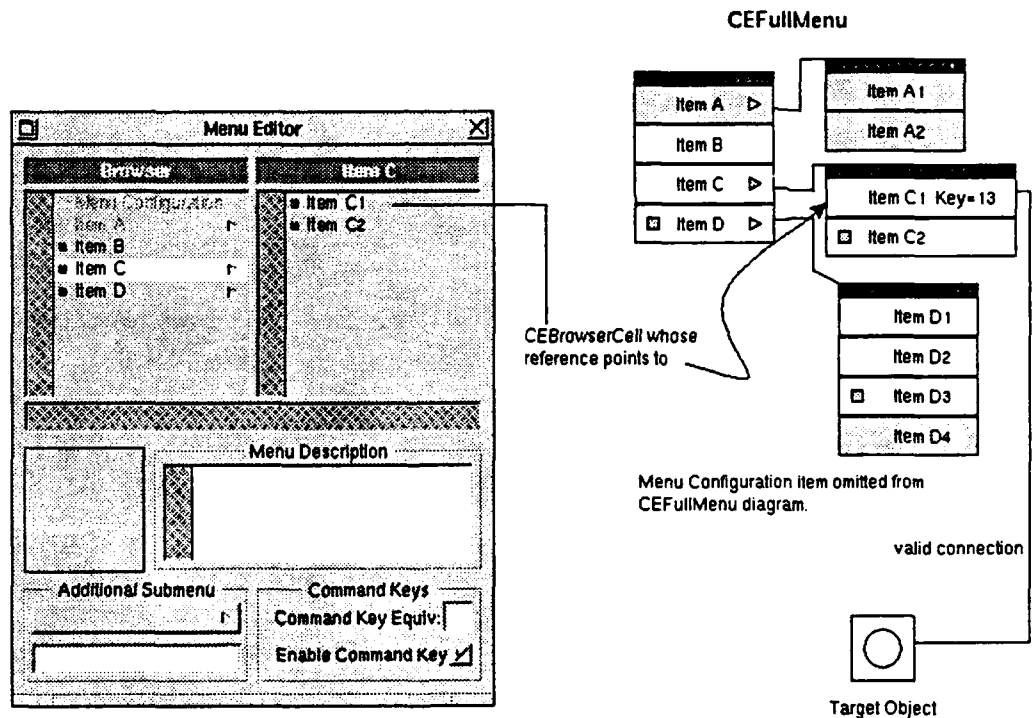 CEFullMenu
Item A
Item B
Item C
Item D
Item A1
Item A2
Item C1 Key=13
Item C2
Item D1
Item D2
Item D3
Item D4
Menu Editor
Browser
Item C
Menu Configuration
Item A
Item B
Item C
Item D
Item C1
Item C2
CEBrowserCell whose
reference points to
Menu Description
Additional Submenu
Command Keys
Command Key Equiv:
Enable Command Key
Menu Configuration item omitted from
CEFullMenu diagram.
valid connection
Target Object